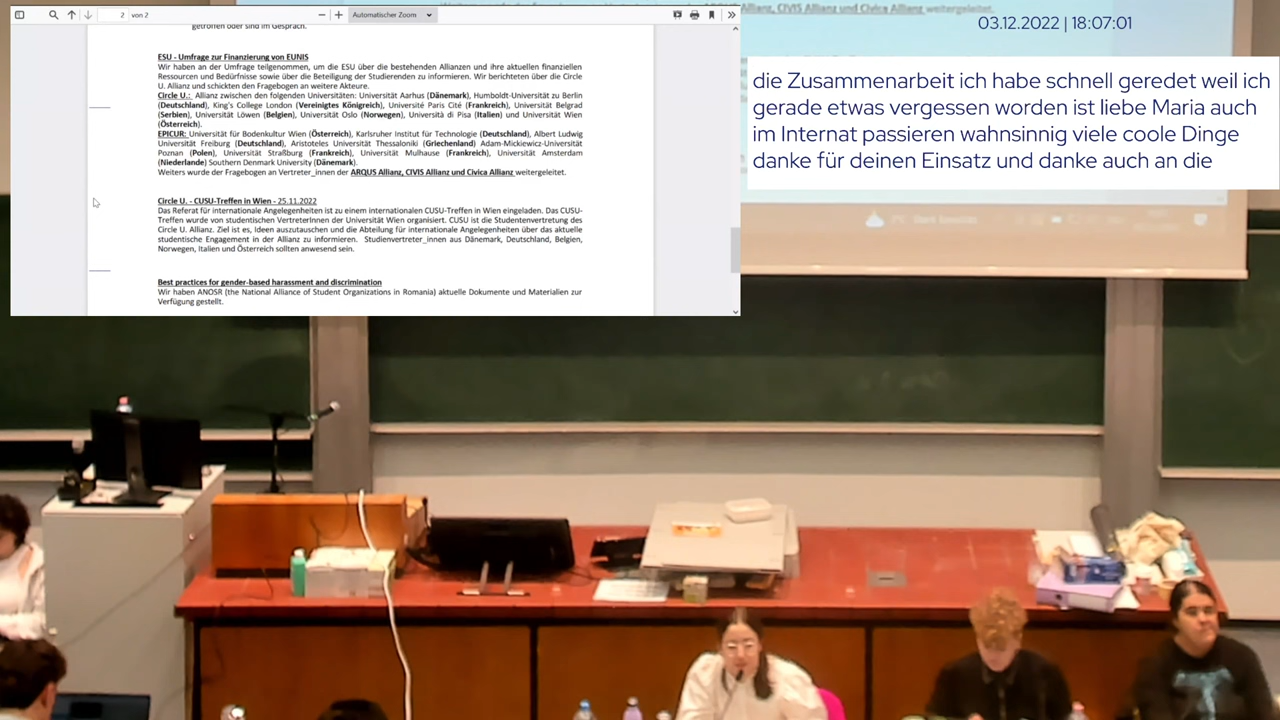 2 von 2
Automatischer Zoom
getroffen oder sind im Gespräch.
ESU - Umfrage zur Finanzierung von EUNIS
Wir haben an der Umfrage teilgenommen, um die ESU über die bestehenden Allianzen und ihre aktuellen finanziellen
Ressourcen und Bedürfnisse sowie über die Beteiligung der Studierenden zu informieren. Wir berichteten über die Circle
U. Allianz und schickten den Fragebogen an weitere Akteure.
Circle U.: Allianz zwischen den folgenden Universitäten: Universität Aarhus (Dänemark), Humboldt-Universität zu Berlin
(Deutschland), King's College London (Vereinigtes Königreich), Université Paris Cité (Frankreich), Universität Belgrad
(Serbien), Universität Löwen (Belgien), Universität Oslo (Norwegen), Università di Pisa (Italien) und Universität Wien
(Österreich).
EPICUR: Universität für Bodenkultur Wien (Österreich), Karlsruher Institut für Technologie (Deutschland), Albert Ludwig
Universität Freiburg (Deutschland), Aristoteles Universität Thessaloniki (Griechenland) Adam-Mickiewicz-Universität
Poznan (Polen), Universität Straßburg (Frankreich), Universität Mulhouse (Frankreich), Universität Amsterdam
(Niederlande) Southern Denmark University (Dänemark).
Weiters wurde der Fragebogen an Vertreter_innen der ARQUS Allianz, CIVIS Allianz und Civica Allianz weitergeleitet.
Circle U. - CUSU-Treffen in Wien - 25.11.2022
Das Referat für internationale Angelegenheiten ist zu einem internationalen CUSU-Treffen in Wien eingeladen. Das CUSU-
Treffen wurde von studentischen VertreterInnen der Universität Wien organisiert. CUSU ist die Studentenvertretung des
Circle U. Allianz. Ziel ist es, Ideen auszutauschen und die Abteilung für internationale Angelegenheiten über das aktuelle
studentische Engagement in der Allianz zu informieren. Studienvertreter_innen aus Dänemark, Deutschland, Belgien,
Norwegen, Italien und Österreich sollten anwesend sein.
Best practices for gender-based harassment and discrimination
Wir haben ANOSR (the National Alliance of Student Organizations in Romania) aktuelle Dokumente und Materialien zur
Verfügung gestellt.
Allianz, CIVIS Allianz und Civica Allianz weitergeleitet.
03.12.2022 | 18:07:01
die Zusammenarbeit ich habe schnell geredet weil ich
gerade etwas vergessen worden ist liebe Maria auch
im Internat passieren wahnsinnig viele coole Dinge
danke für deinen Einsatz und danke auch an die